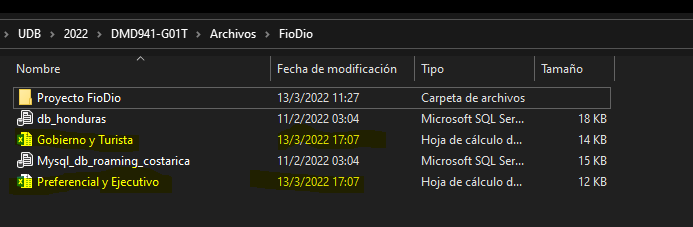 UDB > 2022 > DMD941-G01T > Archivos > FioDio
Nombre Fecha de modificación Tipo Tamaño
Proyecto FioDio 13/3/2022 11:27 Carpeta de archivos
db_honduras 11/2/2022 03:04 Microsoft SQL Ser... 18 KB
Gobierno y Turista 13/3/2022 17:07 Hoja de cálculo d... 14 KB
Mysql_db_roaming_costarica 11/2/2022 03:04 Microsoft SQL Ser... 15 KB
Preferencial y Ejecutivo 13/3/2022 17:07 Hoja de cálculo d... 12 KB